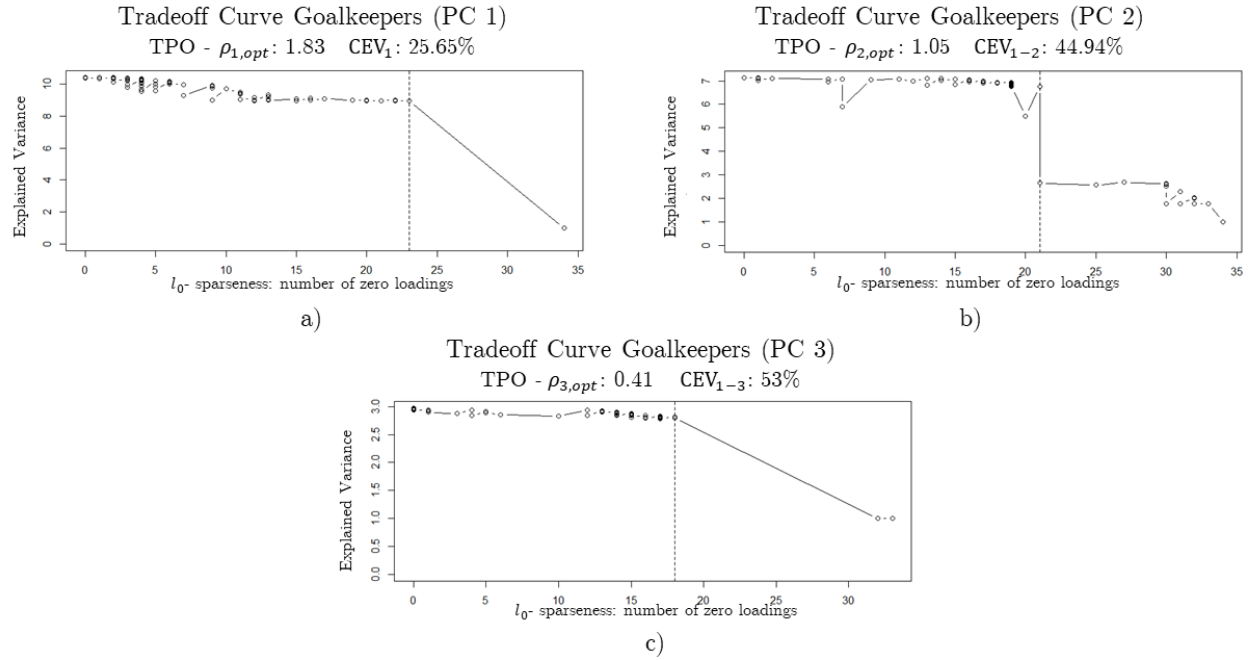 Tradeoff Curve Goalkeepers (PC 1)
TPO - ρ1,opt: 1.83 CEV1: 25.65%
Explained Variance
10
8
6
4
2
0
0 5 10 15 20 25 30 35
l0- sparseness: number of zero loadings
a)
Tradeoff Curve Goalkeepers (PC 2)
TPO - ρ2,opt: 1.05 CEV1−2: 44.94%
Explained Variance
7
6
5
4
3
2
1
0
0 5 10 15 20 25 30 35
l0- sparseness: number of zero loadings
b)
Tradeoff Curve Goalkeepers (PC 3)
TPO - ρ3,opt: 0.41 CEV1−3: 53%
Explained Variance
3.0
2.5
2.0
1.5
1.0
0.5
0.0
0 5 10 15 20 25 30
l0- sparseness: number of zero loadings
c)